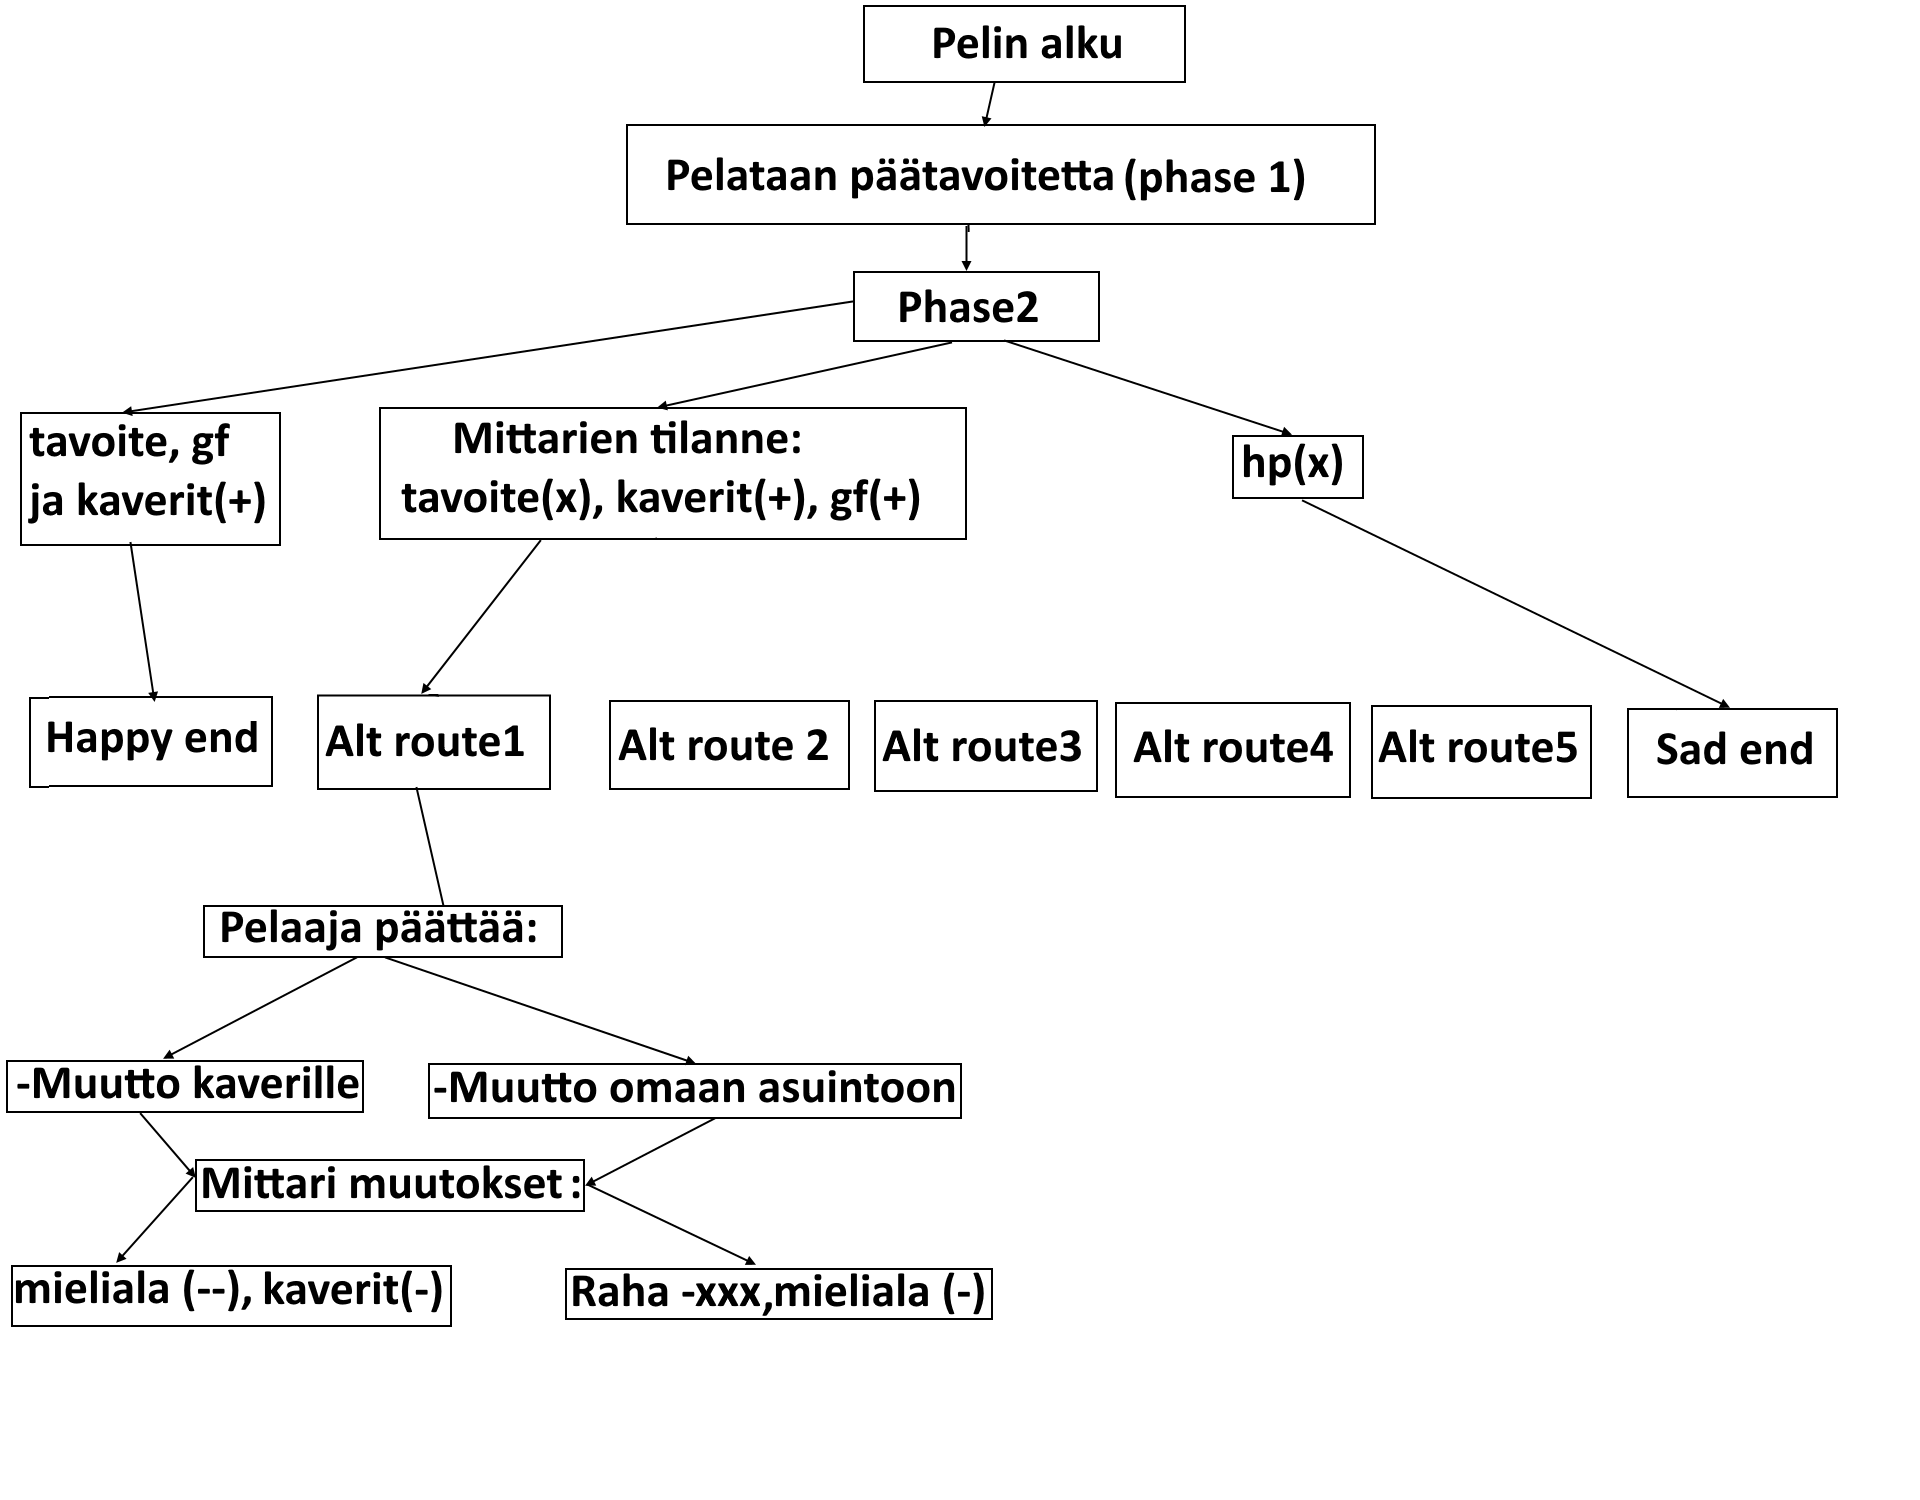 Pelin alku
Pelataan päätavoitetta (phase 1)
Phase2
tavoite, gf
ja kaverit(+)
Mittarien tilanne:
tavoite(x), kaverit(+), gf(+)
hp(x)
Happy end
Alt route1
Alt route 2
Alt route3
Alt route4
Alt route5
Sad end
Pelaaja päättää:
-Muutto kaverille
-Muutto omaan asuintoon
Mittari muutokset :
mieliala (--), kaverit(-)
Raha -xxx,mieliala (-)